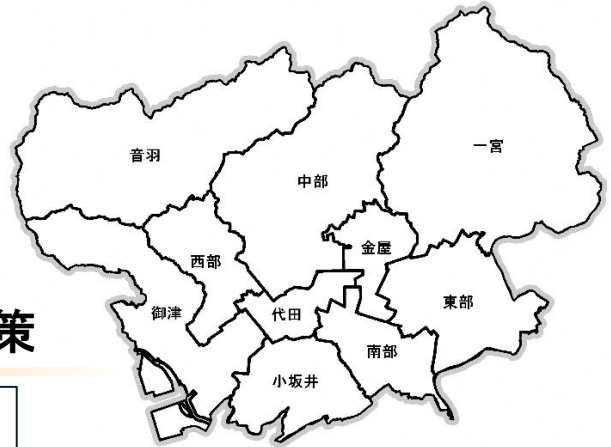 音羽
一宮
中部
金屋
西部
東部
御津
代田
南部
小坂井
策